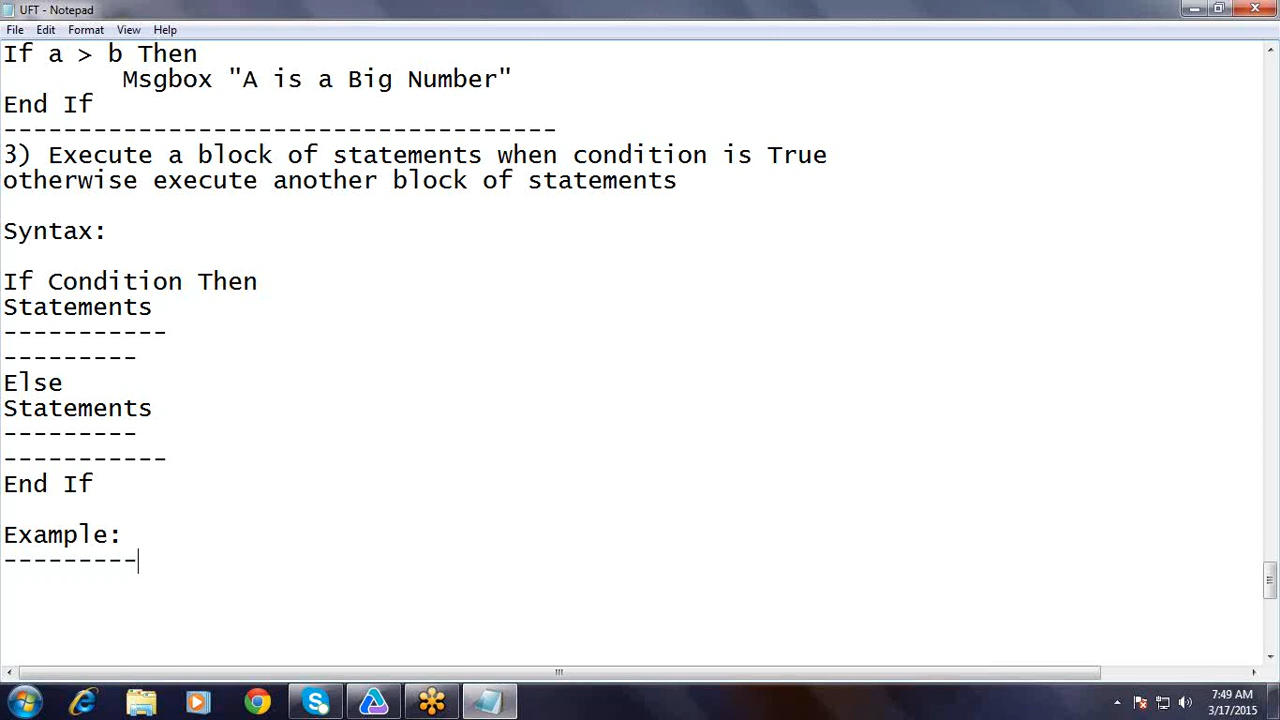 UFT - Notepad
File Edit Format View Help
If a > b Then
Msgbox "A is a Big Number"
End If
-------------------------------------
3) Execute a block of statements when condition is True
otherwise execute another block of statements
Syntax:
If Condition Then
Statements
-----------
---------
Else
Statements
---------
-----------
End If
Example:
---------
7:49 AM
3/17/2015